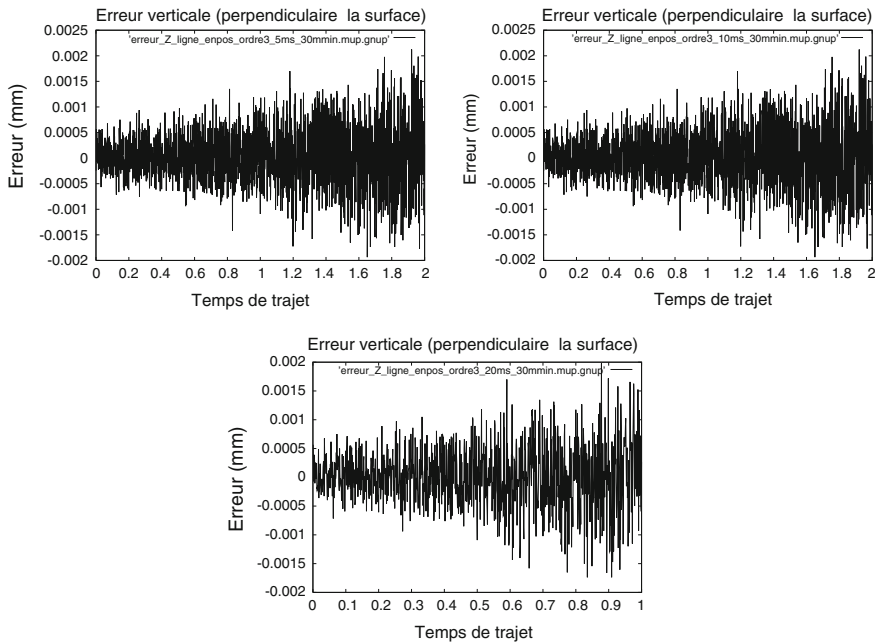 Erreur verticale (perpendiculaire la surface)
'erreur_Z_ligne_enpos_ordre3_5ms_30mmin.mup.gnup'
Erreur (mm)
0.0025
0.002
0.0015
0.001
0.0005
0
-0.0005
-0.001
-0.0015
-0.002
0 0.2 0.4 0.6 0.8 1 1.2 1.4 1.6 1.8 2
Temps de trajet
Erreur verticale (perpendiculaire la surface)
'erreur_Z_ligne_enpos_ordre3_10ms_30mmin.mup.gnup'
Erreur (mm)
0.0025
0.002
0.0015
0.001
0.0005
0
-0.0005
-0.001
-0.0015
-0.002
0 0.2 0.4 0.6 0.8 1 1.2 1.4 1.6 1.8 2
Temps de trajet
Erreur verticale (perpendiculaire la surface)
'erreur_Z_ligne_enpos_ordre3_20ms_30mmin.mup.gnup'
Erreur (mm)
0.002
0.0015
0.001
0.0005
0
-0.0005
-0.001
-0.0015
-0.002
0 0.1 0.2 0.3 0.4 0.5 0.6 0.7 0.8 0.9 1
Temps de trajet